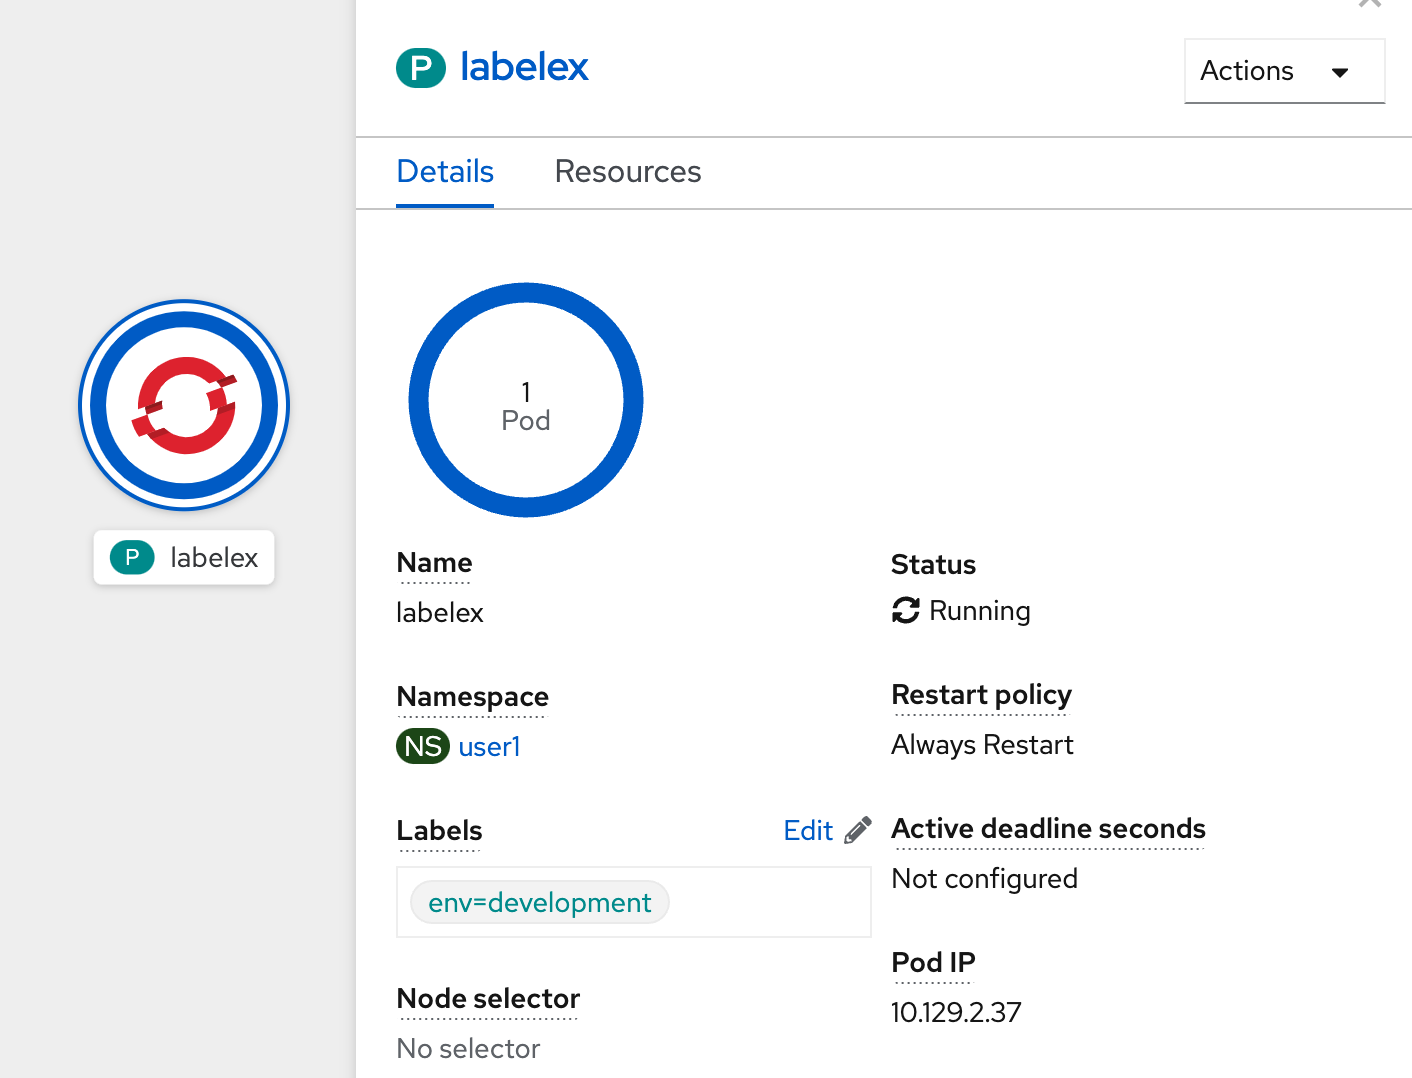 P labelex
Actions
Details Resources
1
Pod
P labelex
Name
labelex
Status
Running
Namespace
NS user1
Restart policy
Always Restart
Labels Edit
env=development
Active deadline seconds
Not configured
Node selector
No selector
Pod IP
10.129.2.37